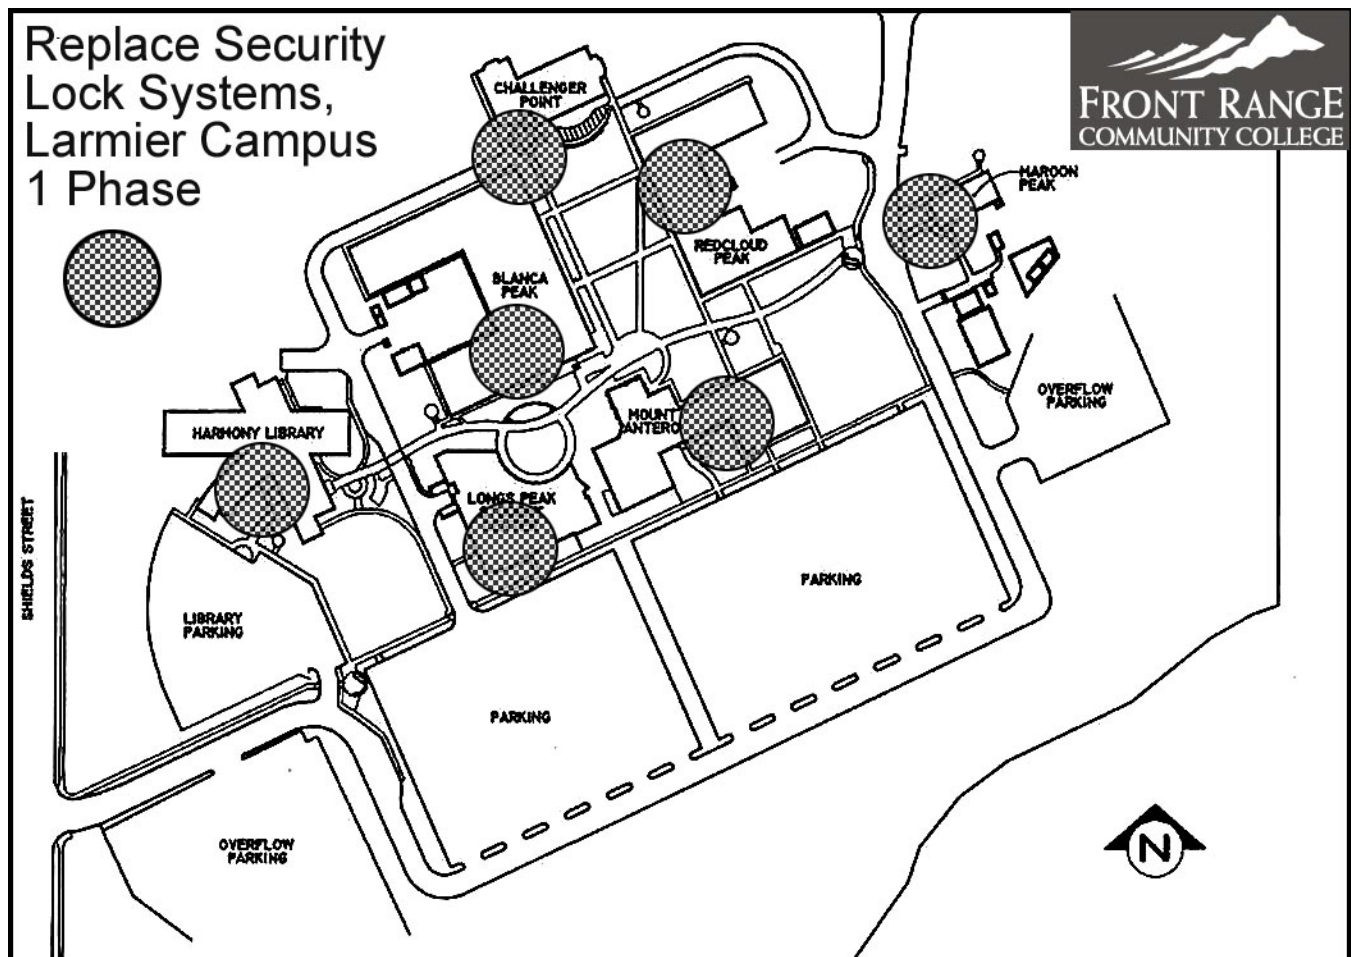 Replace Security
Lock Systems,
Larmier Campus
1 Phase
FRONT RANGE
COMMUNITY COLLEGE
CHALLENGER
POINT
MAROON
PEAK
REDCLOUD
PEAK
BLANCA
PEAK
OVERFLOW
PARKING
MOUNT
ANTERO
HARMONY LIBRARY
LONGS PEAK
SHIELDS STREET
PARKING
LIBRARY
PARKING
PARKING
OVERFLOW
PARKING
N